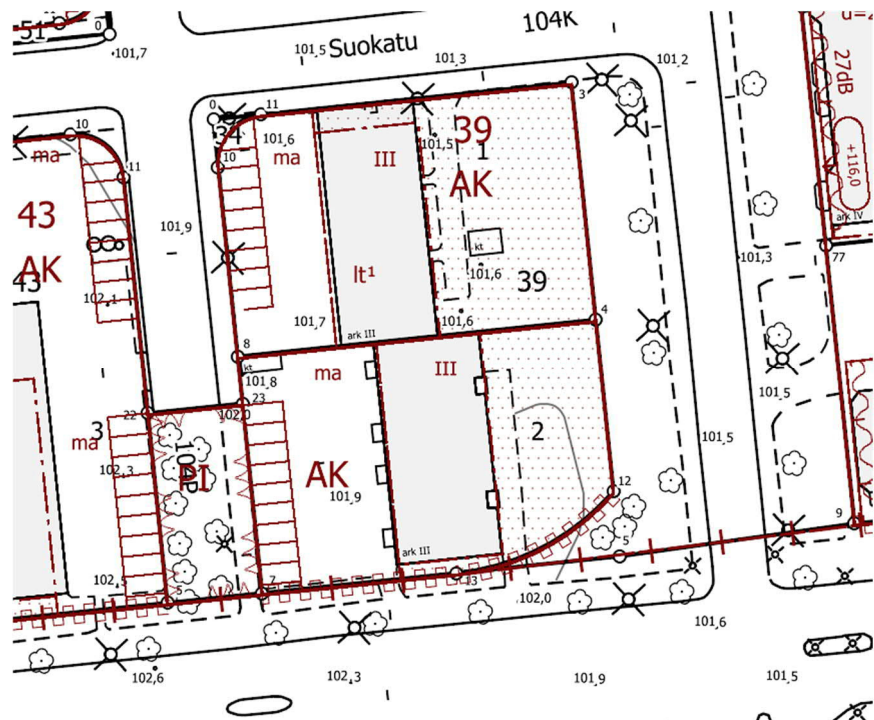 51
0
101,7
101,5
Suokatu
104K
101,3
101,2
27dB
+116,0
0
11
3
34
101,6
10
10
ma
ma
III
101,5
39
1
AK
11
ark IV
43
101,9
8
77
kt
101,3
AK
43
lt¹
101,6
39
102,1
101,7
101,6
4
ark III
8
kt
101,8
ma
III
101,5
23
22
102,0
3
ma
2
101,5
102,3
104P
PI
AK
101,9
12
9
ark III
5
102,5
7
13
5
102,0
101,6
102,6
102,3
101,9
101,5